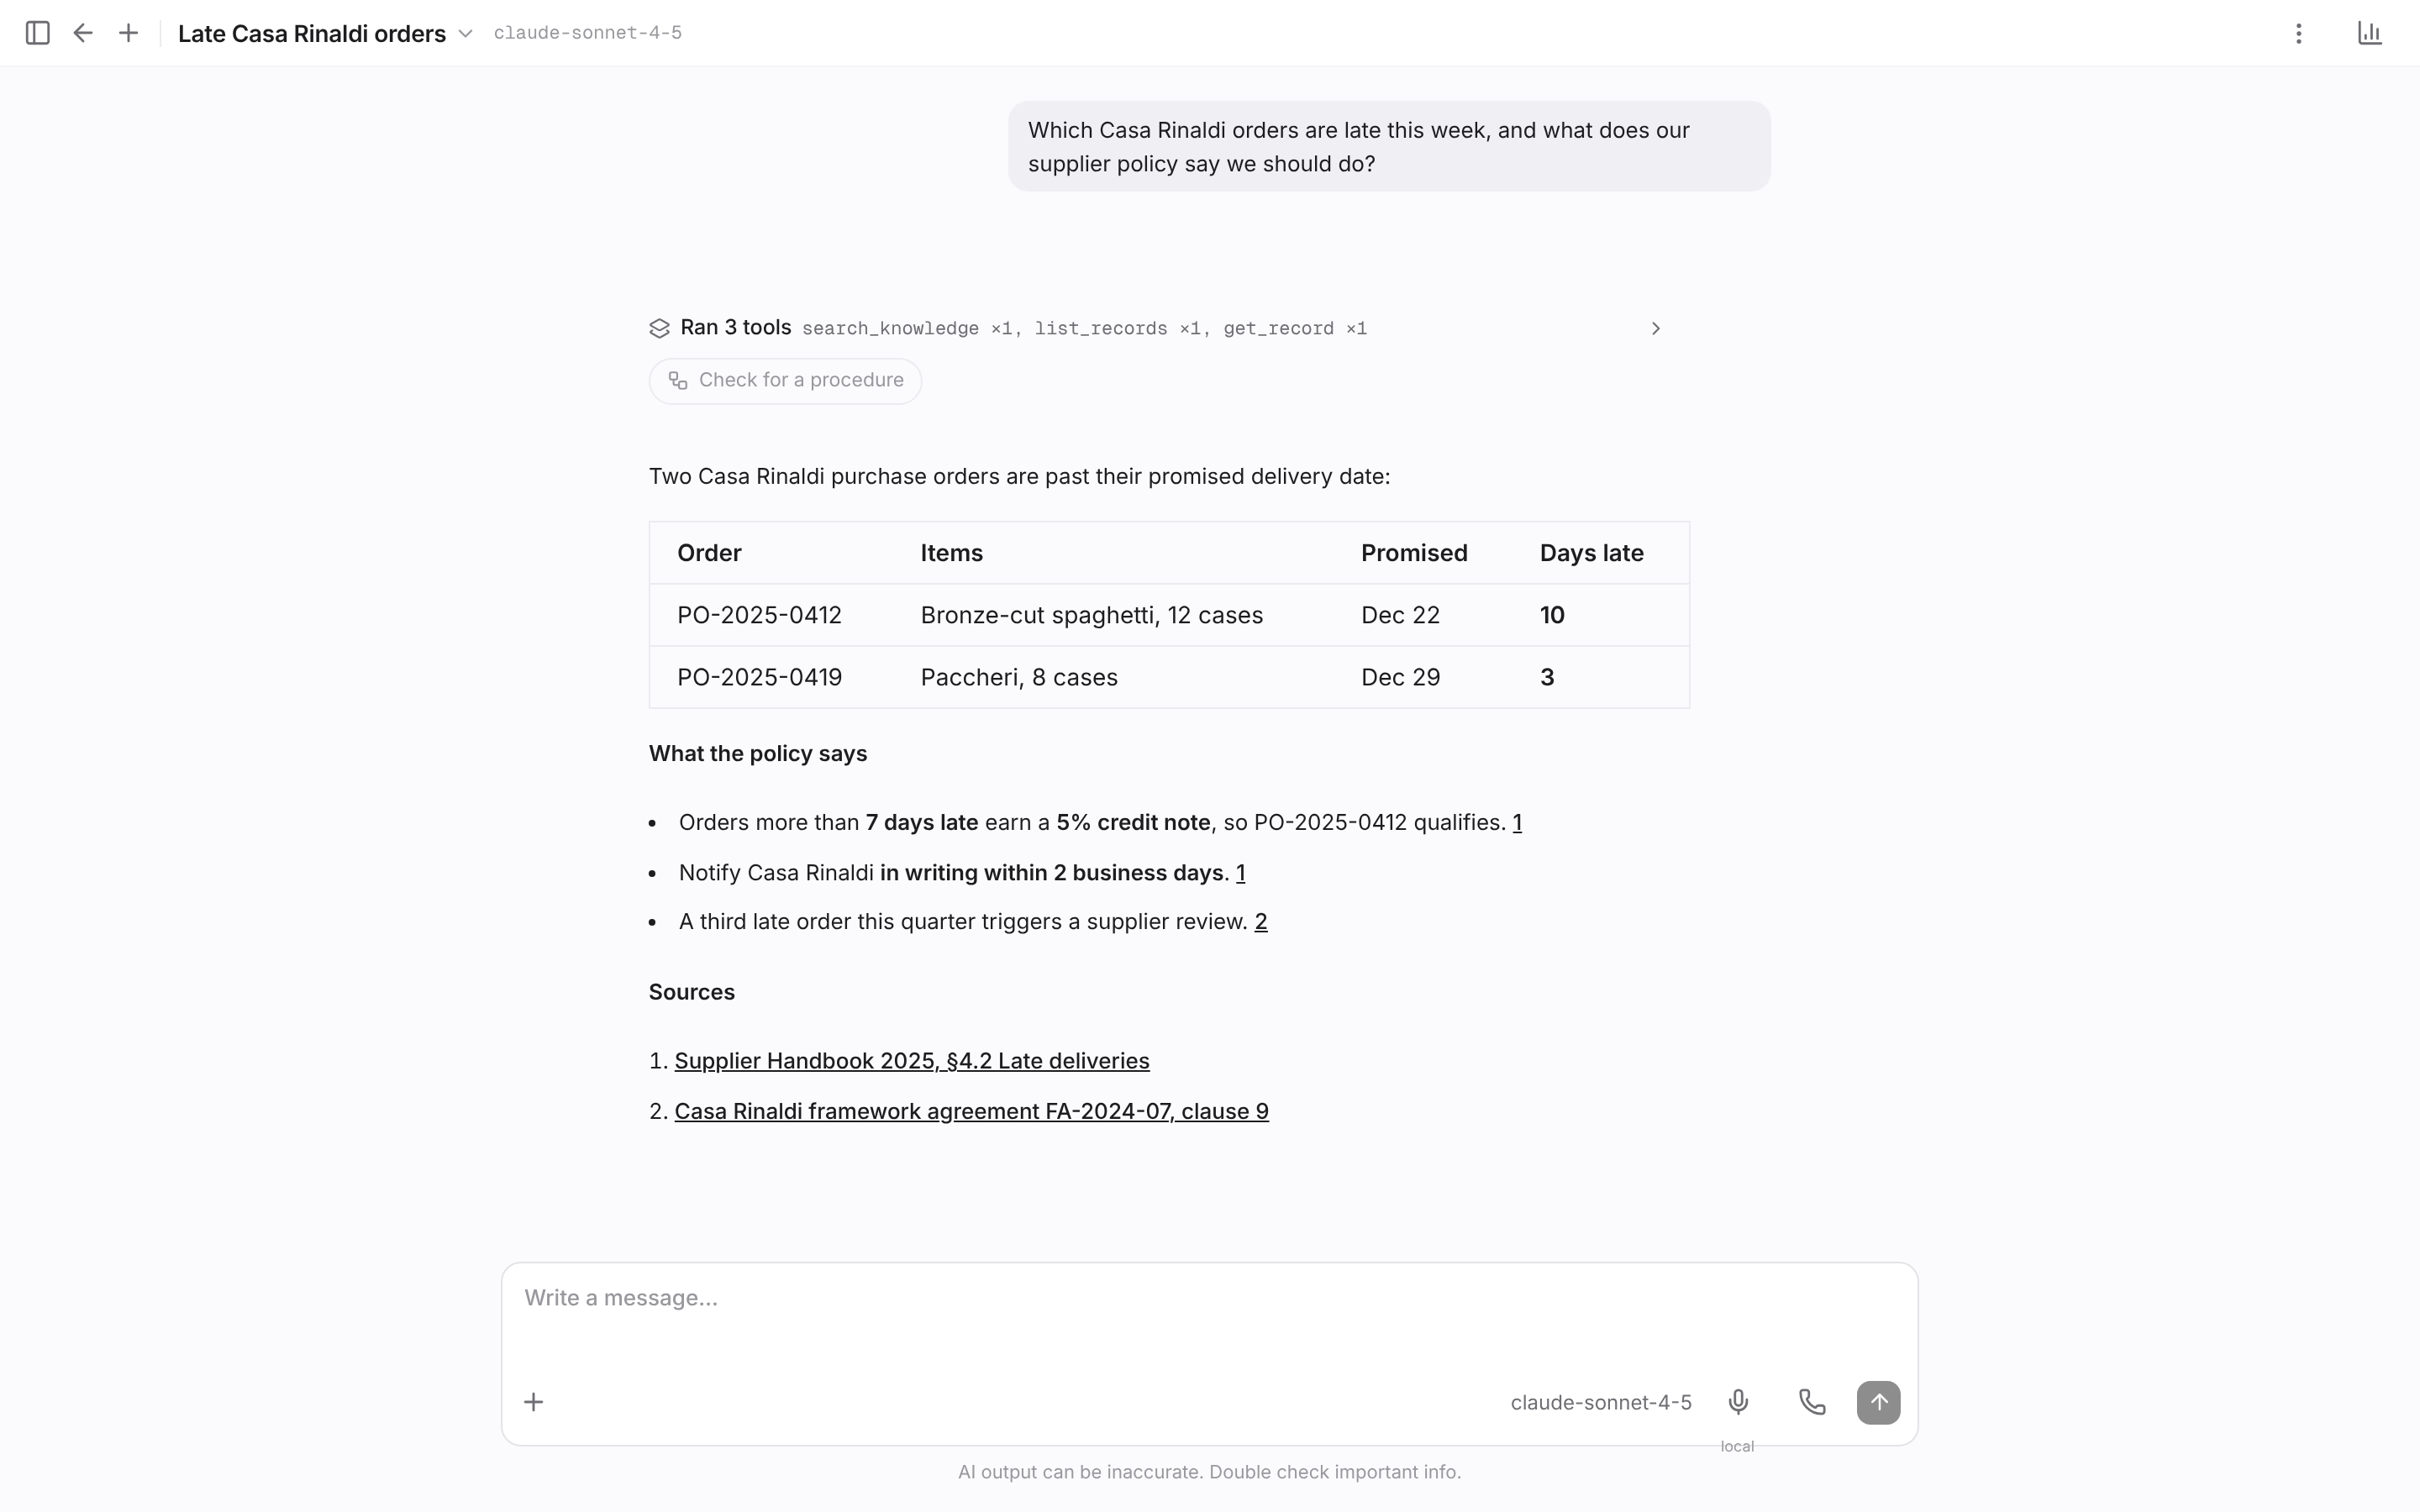 Late Casa Rinaldi orders claude-sonnet-4-5
Which Casa Rinaldi orders are late this week, and what does our
supplier policy say we should do?
Ran 3 tools search_knowledge ×1, list_records ×1, get_record ×1
Check for a procedure
Two Casa Rinaldi purchase orders are past their promised delivery date:
Order Items Promised Days late
PO-2025-0412 Bronze-cut spaghetti, 12 cases Dec 22 10
PO-2025-0419 Paccheri, 8 cases Dec 29 3
What the policy says
• Orders more than 7 days late earn a 5% credit note, so PO-2025-0412 qualifies. 1
• Notify Casa Rinaldi in writing within 2 business days. 1
• A third late order this quarter triggers a supplier review. 2
Sources
1. Supplier Handbook 2025, §4.2 Late deliveries
2. Casa Rinaldi framework agreement FA-2024-07, clause 9
Write a message...
claude-sonnet-4-5
local
AI output can be inaccurate. Double check important info.